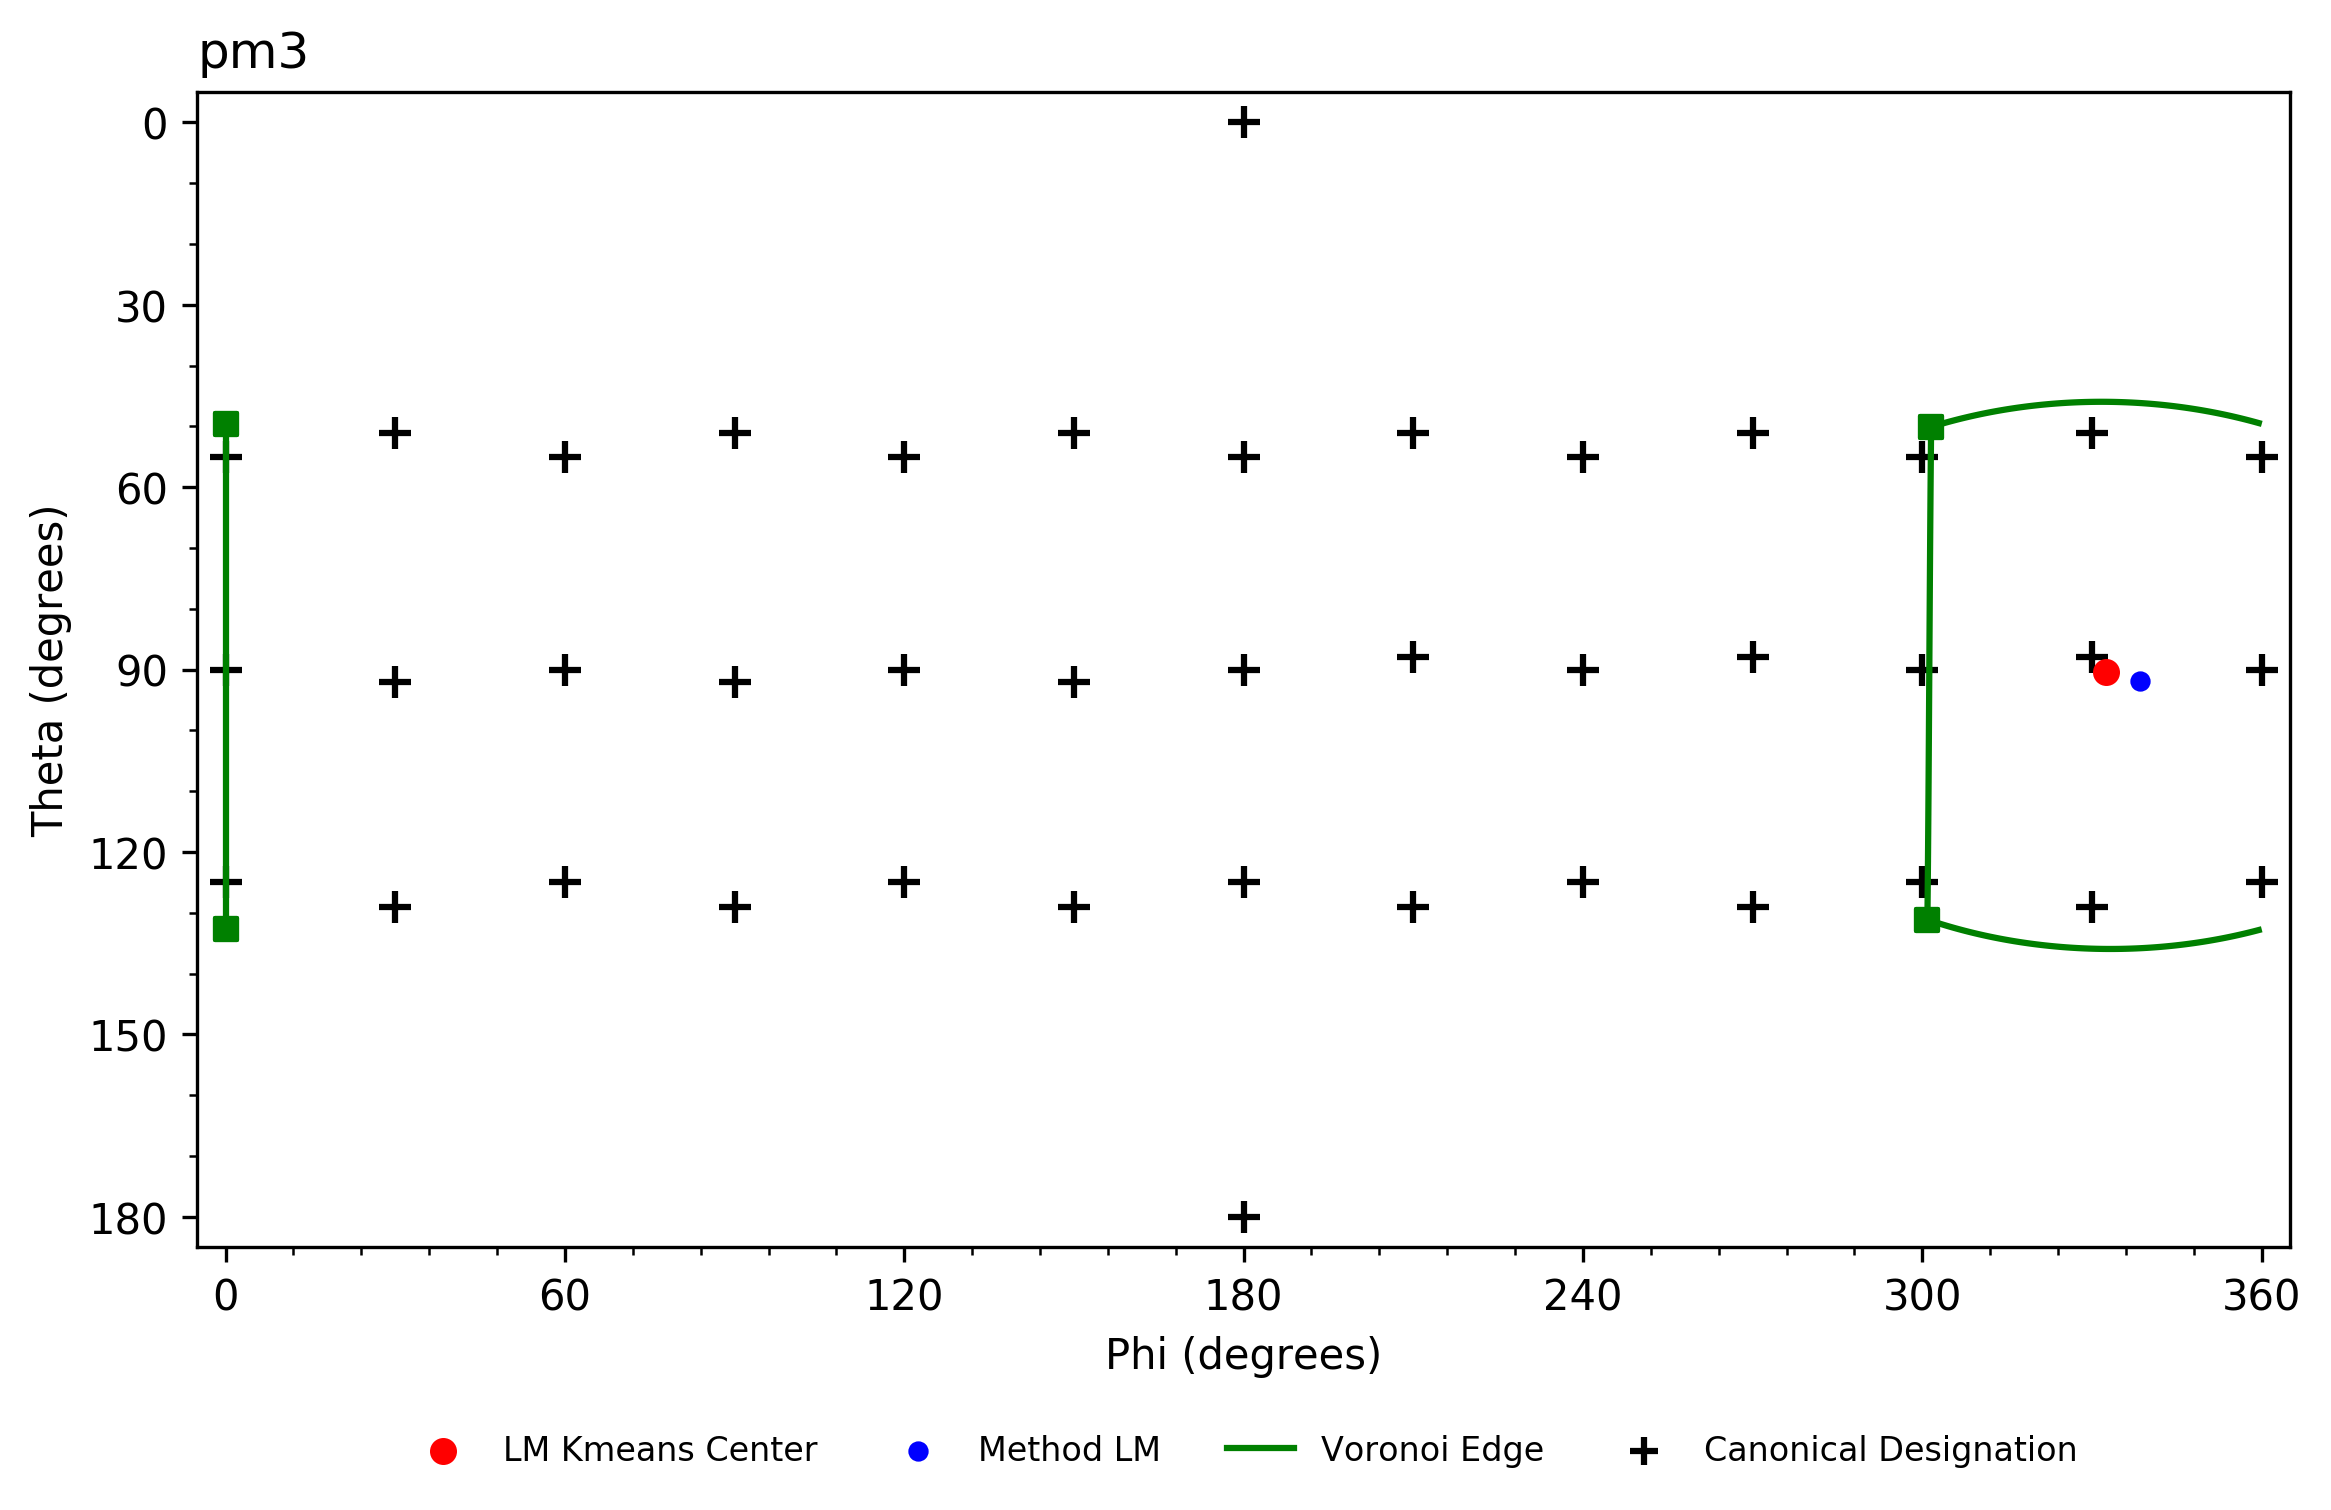 pm3
0
30
60
90
120
150
180
Theta (degrees)
0 60 120 180 240 300 360
Phi (degrees)
LM Kmeans Center Method LM Voronoi Edge Canonical Designation